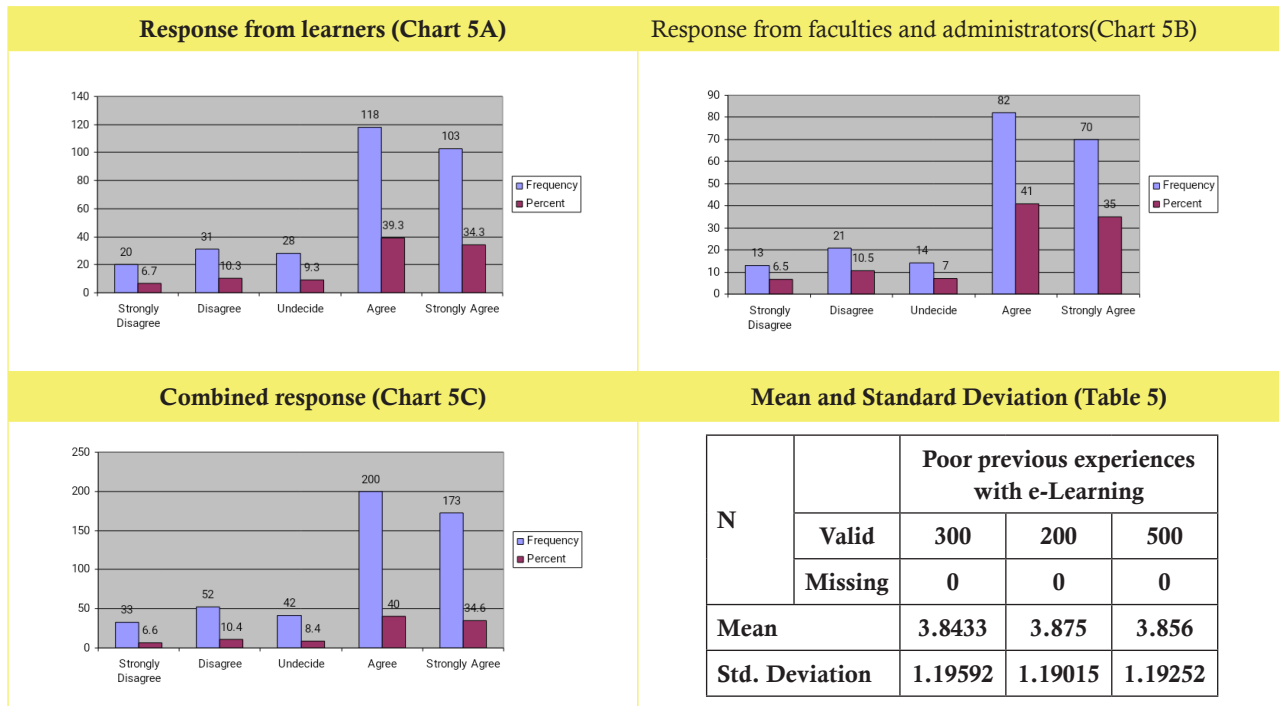 Response from learners (Chart 5A)
Response from faculties and administrators(Chart 5B)
140
120
100
80
60
40
20
0
20
6.7
31
10.3
28
9.3
118
39.3
103
34.3
Strongly
Disagree
Disagree
Undecide
Agree
Strongly Agree
Frequency
Percent
90
80
70
60
50
40
30
20
10
0
13
6.5
21
10.5
14
7
82
41
70
35
Strongly
Disagree
Disagree
Undecide
Agree
Strongly Agree
Frequency
Percent
Combined response (Chart 5C)
Mean and Standard Deviation (Table 5)
250
200
150
100
50
0
33
6.6
52
10.4
42
8.4
200
40
173
34.6
Strongly
Disagree
Disagree
Undecide
Agree
Strongly Agree
Frequency
Percent
Poor previous experiences
with e-Learning
N
Valid 300 200 500
Missing 0 0 0
Mean 3.8433 3.875 3.856
Std. Deviation 1.19592 1.19015 1.19252